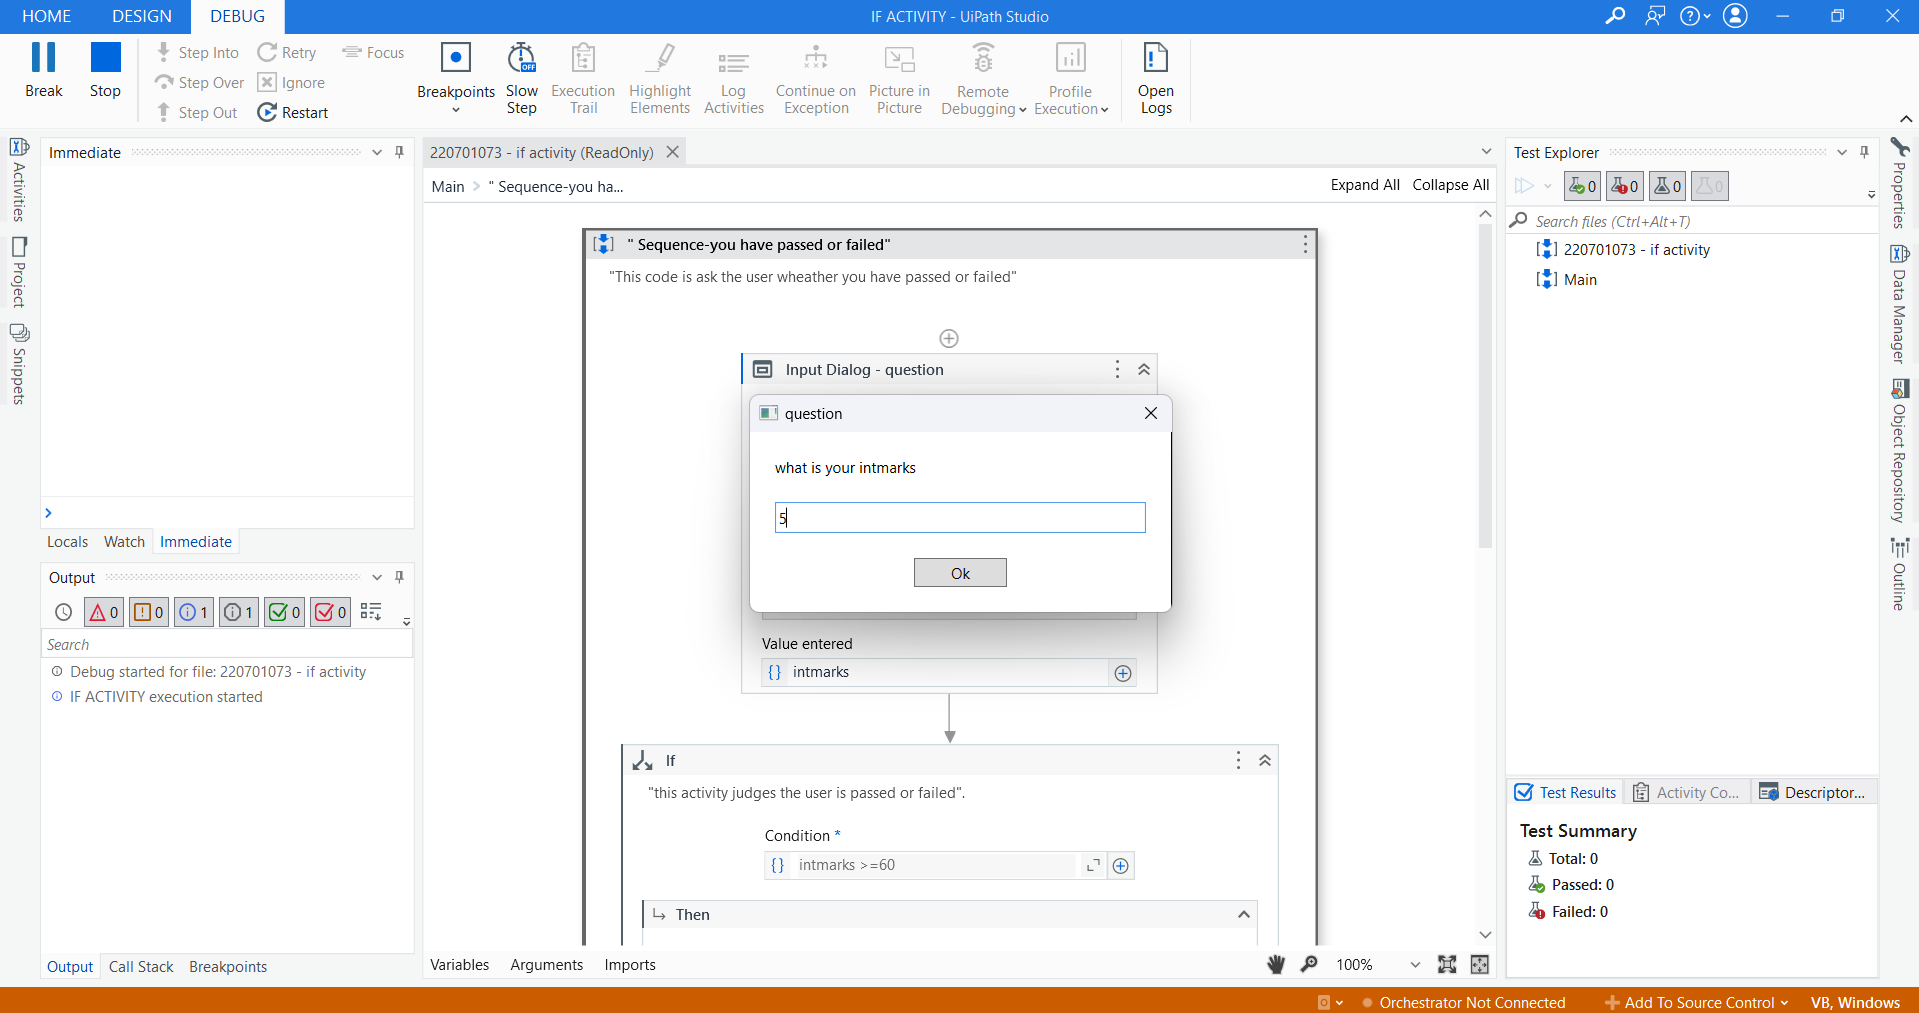 HOME DESIGN DEBUG
IF ACTIVITY - UiPath Studio
Break
Stop
Step Into
Step Over
Step Out
Retry
Ignore
Restart
Focus
Breakpoints
Slow Step
Execution Trail
Highlight Elements
Log Activities
Continue on Exception
Picture in Picture
Remote Debugging
Profile Execution
Open Logs
Activities
Project
Snippets
Immediate
Locals Watch Immediate
Output
0 0 1 1 0 0
Search
Debug started for file: 220701073 - if activity
IF ACTIVITY execution started
Output Call Stack Breakpoints
220701073 - if activity (ReadOnly)
Main > " Sequence-you ha...
Expand All Collapse All
" Sequence-you have passed or failed"
"This code is ask the user wheather you have passed or failed"
Input Dialog - question
question
what is your intmarks
5
Ok
Value entered
{} intmarks
If
"this activity judges the user is passed or failed".
Condition *
{} intmarks >=60
Then
Variables Arguments Imports
100%
Test Explorer
0 0 0 0
Search files (Ctrl+Alt+T)
220701073 - if activity
Main
Test Results Activity Co... Descriptor...
Test Summary
Total: 0
Passed: 0
Failed: 0
Properties
Data Manager
Object Repository
Outline
Orchestrator Not Connected
Add To Source Control
VB, Windows